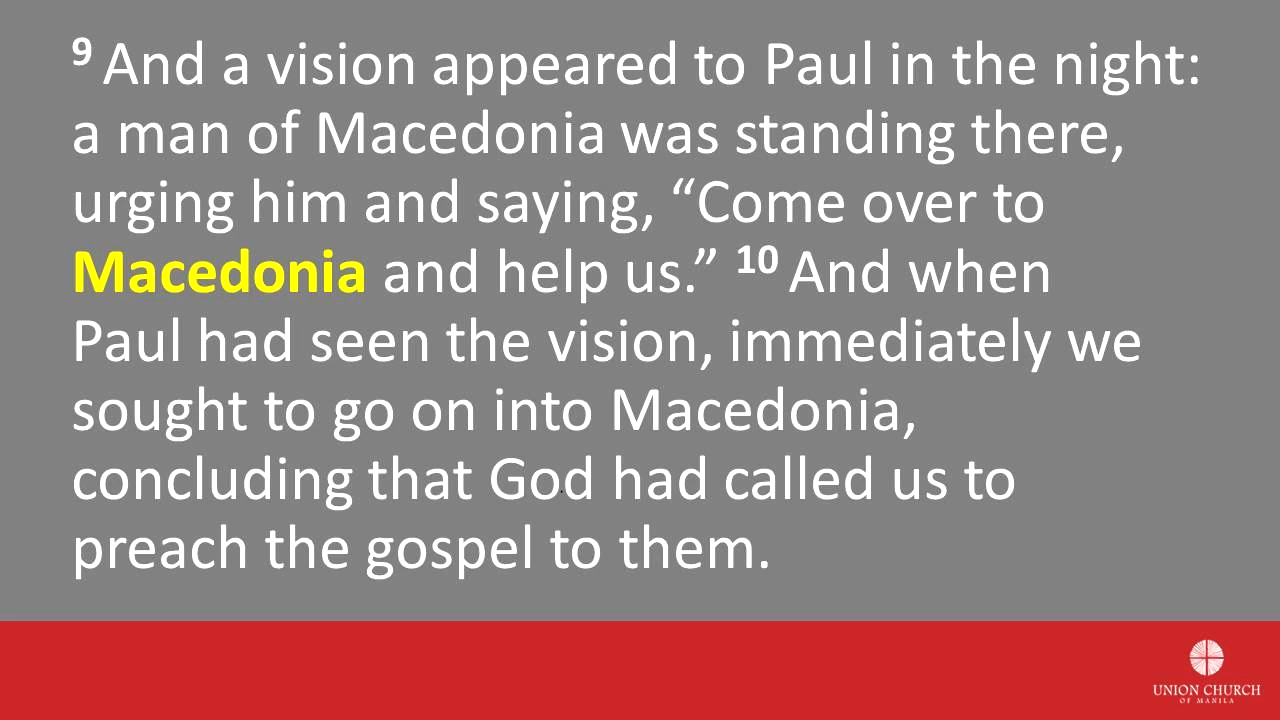 9 And a vision appeared to Paul in the night:
a man of Macedonia was standing there,
urging him and saying, “Come over to
Macedonia and help us.” 10 And when
Paul had seen the vision, immediately we
sought to go on into Macedonia,
concluding that God had called us to
preach the gospel to them.
UNION CHURCH
OF MANILA